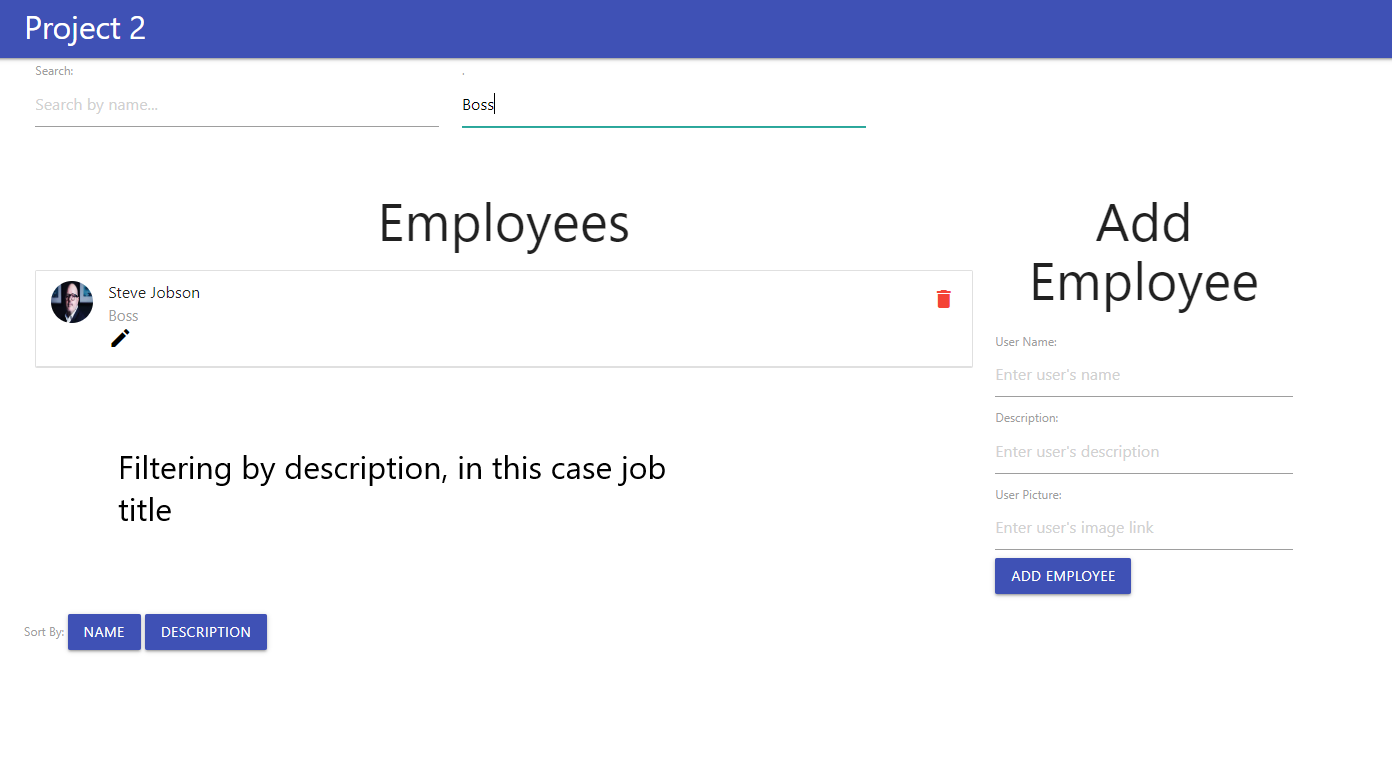 Project 2
Search:
.
Search by name...
Boss
Employees
Steve Jobson
Boss
Filtering by description, in this case job
title
Add
Employee
User Name:
Enter user's name
Description:
Enter user's description
User Picture:
Enter user's image link
ADD EMPLOYEE
Sort By: NAME DESCRIPTION